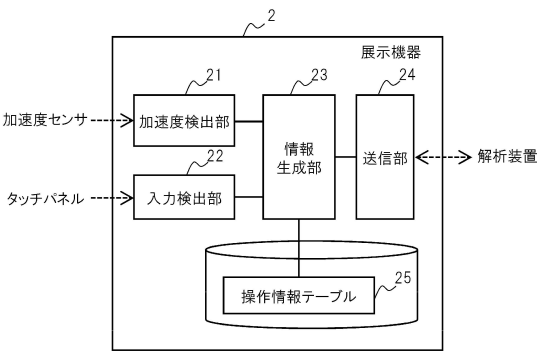 2
展示機器
21
23
24
加速度センサ
加速度検出部
22
情報
生成部
送信部
解析装置
タッチパネル
入力検出部
25
操作情報テーブル